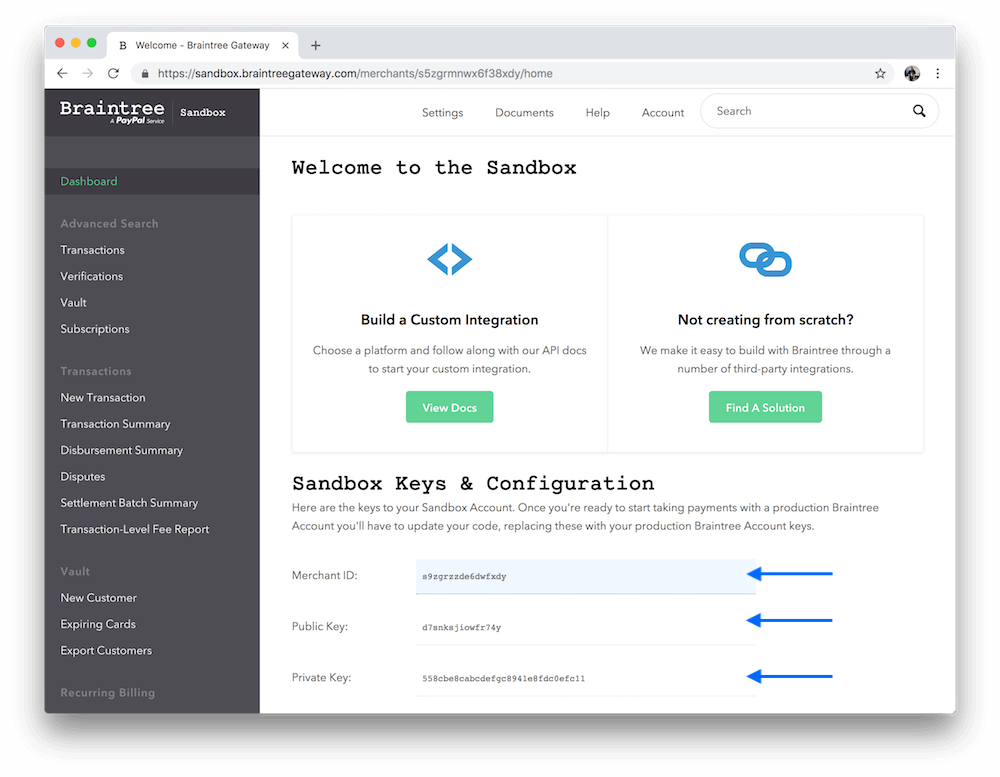 Welcome - Braintree Gateway
https://sandbox.braintreegateway.com/merchants/s5zgrmnwx6f38xdy/home
Braintree
A PayPal Service
Sandbox
Settings
Documents
Help
Account
Search
Dashboard
Advanced Search
Transactions
Verifications
Vault
Subscriptions
Transactions
New Transaction
Transaction Summary
Disbursement Summary
Disputes
Settlement Batch Summary
Transaction-Level Fee Report
Vault
New Customer
Expiring Cards
Export Customers
Recurring Billing
Welcome to the Sandbox
Build a Custom Integration
Choose a platform and follow along with our API docs
to start your custom integration.
View Docs
Not creating from scratch?
We make it easy to build with Braintree through a
number of third-party integrations.
Find A Solution
Sandbox Keys & Configuration
Here are the keys to your Sandbox Account. Once you're ready to start taking payments with a production Braintree
Account you'll have to update your code, replacing these with your production Braintree Account keys.
Merchant ID: s9zgrzzde6dwfxdy
Public Key: d7snksjiowfr74y
Private Key: 558cbe8cabcdefgc8941e8fdc0efc11